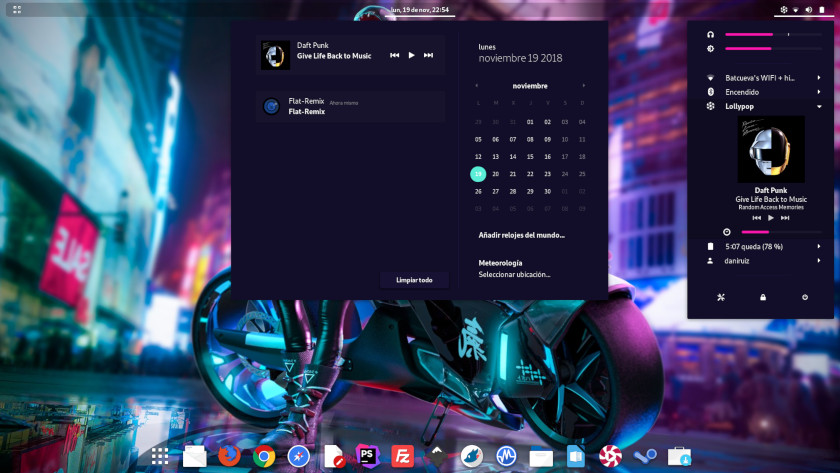 lun, 19 de nov, 22:54
Daft Punk
Give Life Back to Music
Flat-Remix Ahora mismo
Flat-Remix
Limpiar todo
lunes
noviembre 19 2018
noviembre
L M X J V S D
29 30 31 01 02 03 04
05 06 07 08 09 10 11
12 13 14 15 16 17 18
19 20 21 22 23 24 25
26 27 28 29 30 01 02
03 04 05 06 07 08 09
Añadir relojes del mundo...
Meteorología
Seleccionar ubicación...
Batcueva's WIFI + hi...
Encendido
Lollypop
Daft Punk
Give Life Back to Music
Random Access Memories
5:07 queda (78 %)
daniruiz
SALE
PS
FZ